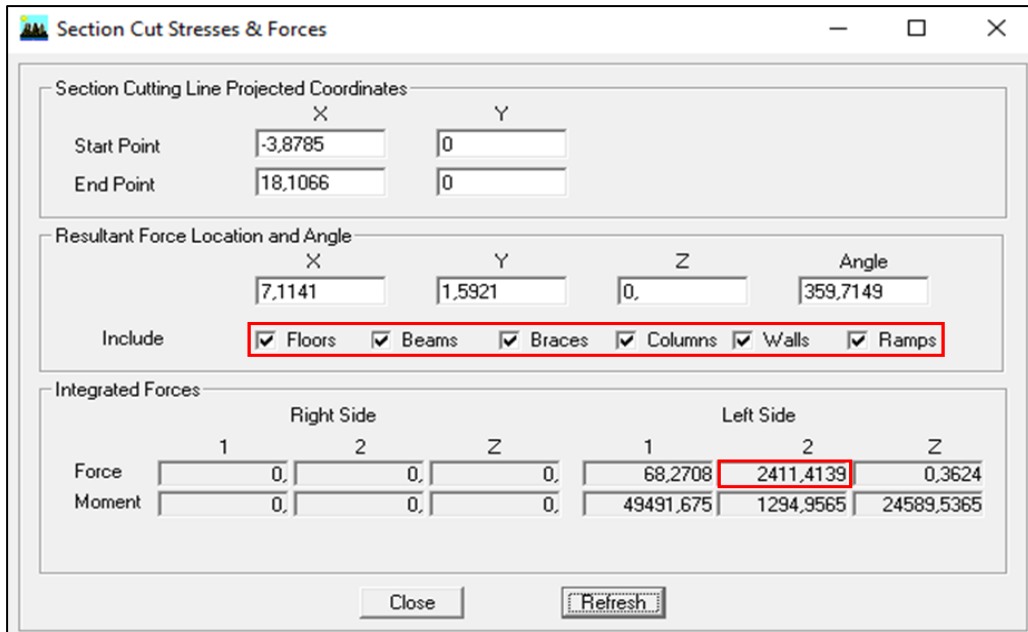 Section Cut Stresses & Forces
Section Cutting Line Projected Coordinates
X Y
Start Point -3,8785 0
End Point 18,1066 0
Resultant Force Location and Angle
X Y Z Angle
7,1141 1,5921 0, 359,7149
Include Floors Beams Braces Columns Walls Ramps
Integrated Forces
Right Side Left Side
1 2 Z 1 2 Z
Force 0, 0, 0, 68,2708 2411,4139 0,3624
Moment 0, 0, 0, 49491,675 1294,9565 24589,5365
Close Refresh